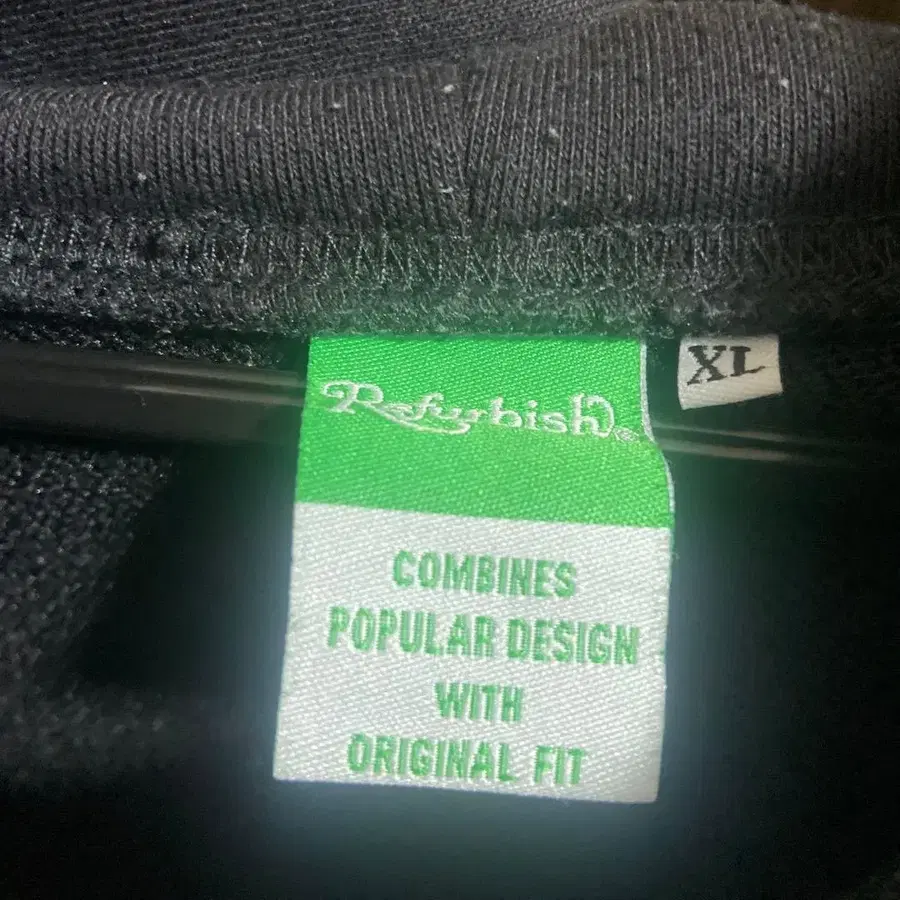 Refurbish®
XL
COMBINES
POPULAR DESIGN
WITH
ORIGINAL FIT